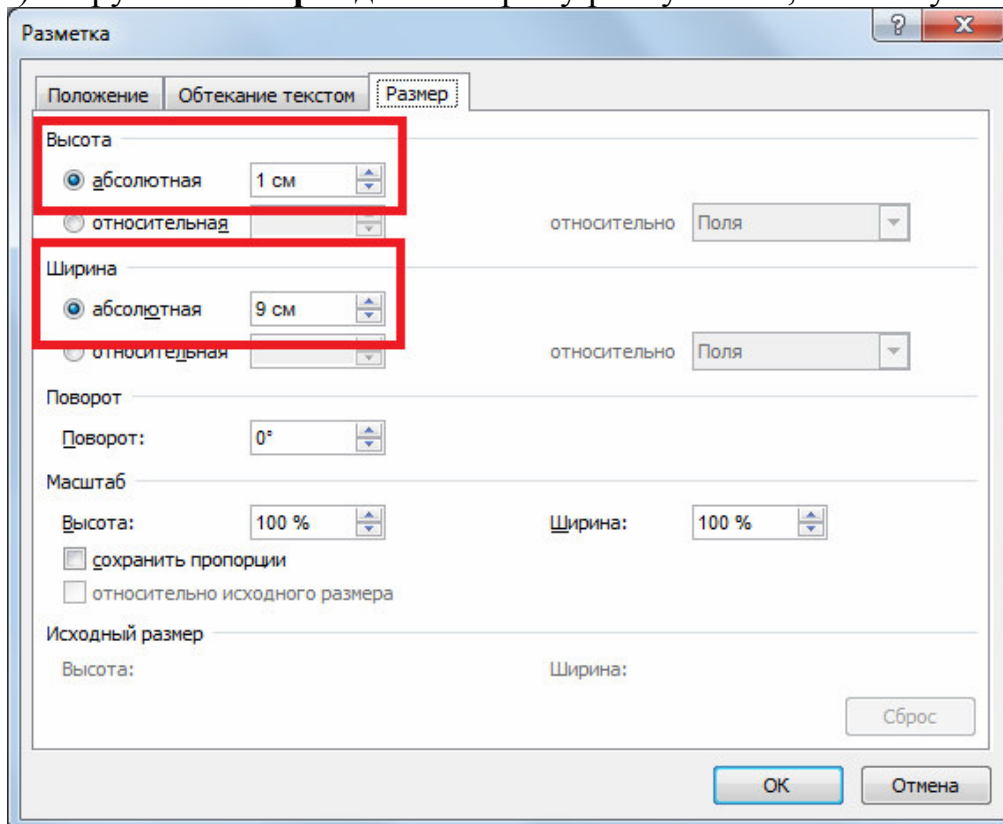 Разметка
Положение Обтекание текстом Размер
Высота
абсолютная 1 см
относительная относительно Поля
Ширина
абсолютная 9 см
относительная относительно Поля
Поворот
Поворот: 0°
Масштаб
Высота: 100 % Ширина: 100 %
сохранить пропорции
относительно исходного размера
Исходный размер
Высота: Ширина:
Сброс
ОК Отмена